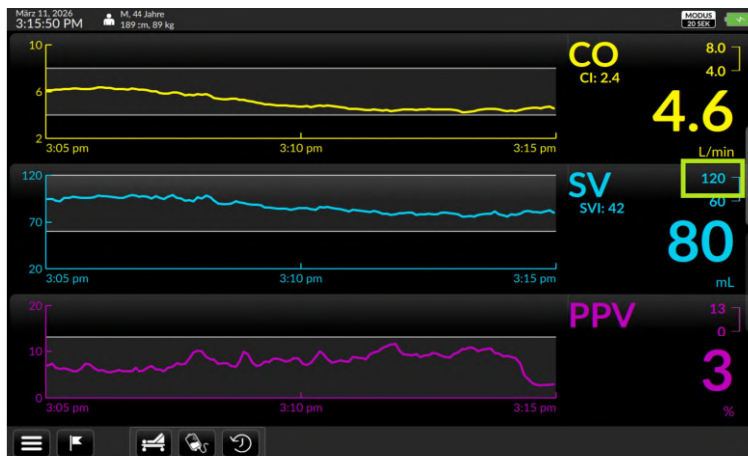 März 11, 2026
3:15:50 PM
M, 44 Jahre
189 cm, 89 kg
MODUS
20 SEK
10
6
2
3:05 pm
3:10 pm
3:15 pm
CO
CI: 2.4
8.0
4.0
4.6
L/min
120
70
20
3:05 pm
3:10 pm
3:15 pm
SV
SVI: 42
120
60
80
mL
20
10
0
3:05 pm
3:10 pm
3:15 pm
PPV
13
0
3
%